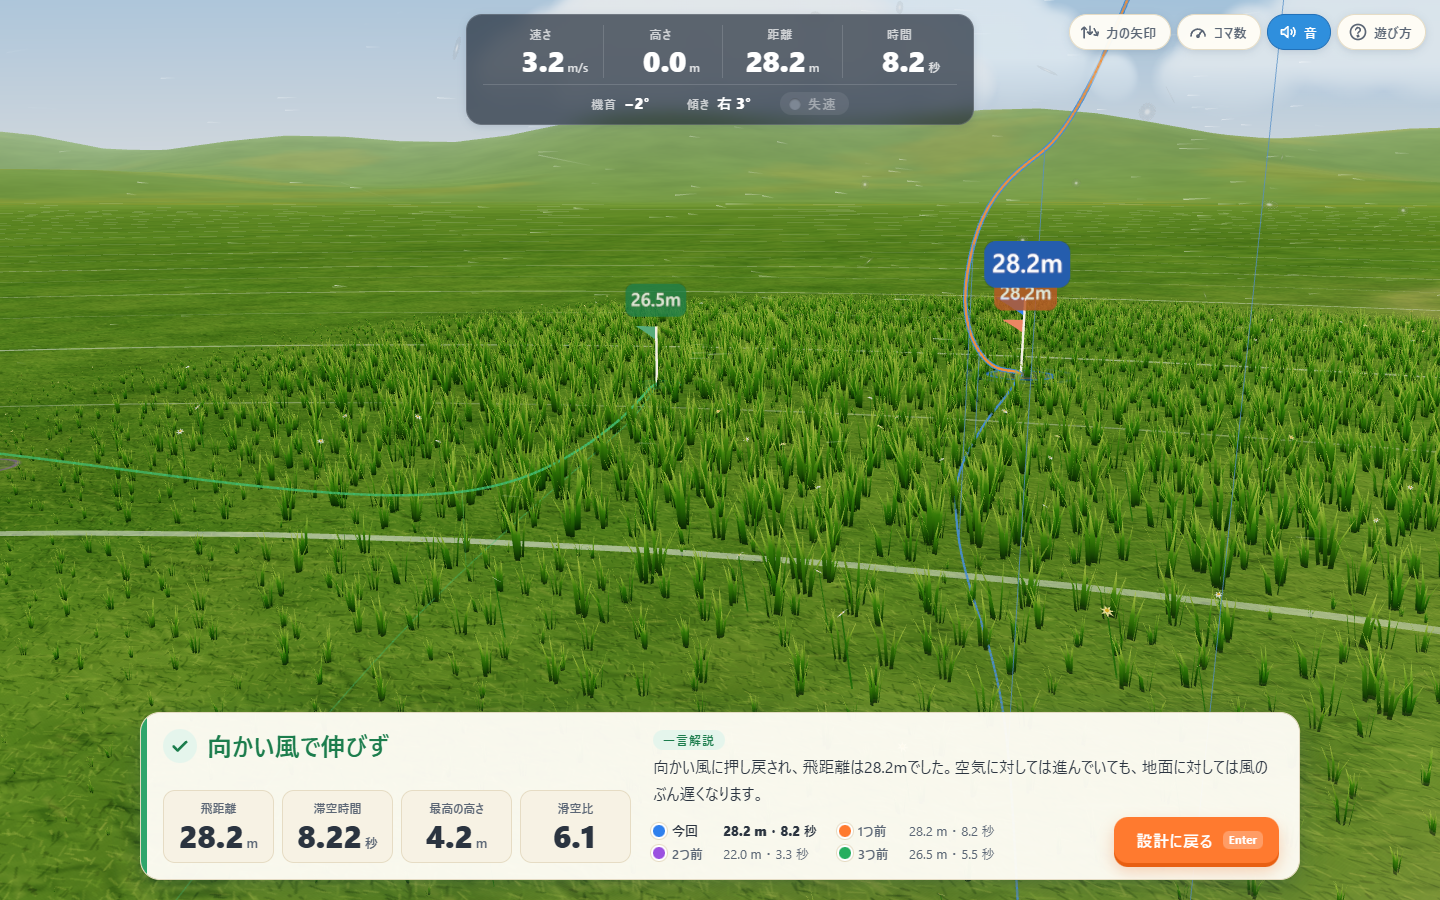 速さ 高さ 距離 時間
3.2 m/s 0.0 m 28.2 m 8.2 秒
機首 −2° 傾き 右 3° 失速
力の矢印 コマ数 音 遊び方
28.2m
28.2m
26.5m
向かい風で伸びず
飛距離 滞空時間 最高の高さ 滑空比
28.2 m 8.22 秒 4.2 m 6.1
一言解説
向かい風に押し戻され、飛距離は28.2mでした。空気に対しては進んでいても、地面に対しては風の
ぶん遅くなります。
今回 28.2 m・8.2 秒 1つ前 28.2 m・8.2 秒
2つ前 22.0 m・3.3 秒 3つ前 26.5 m・5.5 秒
設計に戻る Enter